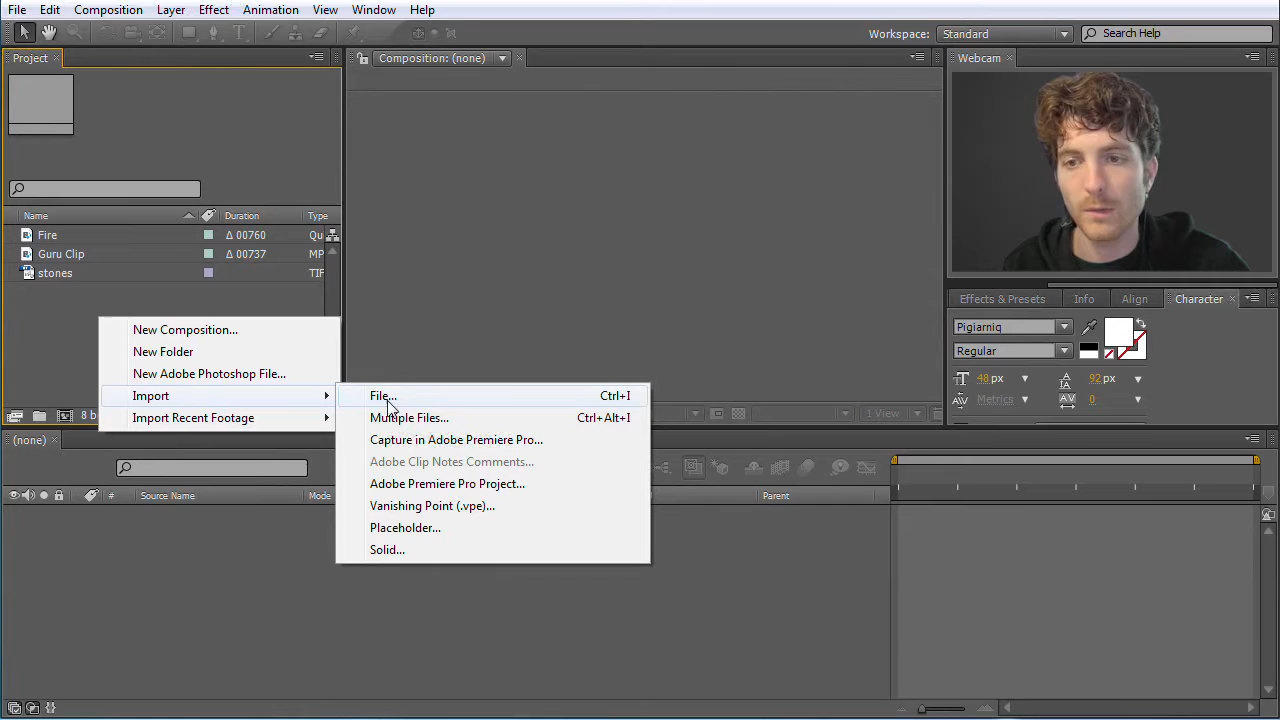 File Edit Composition Layer Effect Animation View Window Help
Workspace: Standard Search Help
Project
Composition: (none)
Webcam
Name Duration Type
Fire Δ 00760 Qu
Guru Clip Δ 00737 MP
stones TIF
Effects & Presets Info Align Character
Pigiarniq
Regular
48 px 92 px
Metrics 0
New Composition...
New Folder
New Adobe Photoshop File...
Import
Import Recent Footage
File... Ctrl+I
Multiple Files... Ctrl+Alt+I
Capture in Adobe Premiere Pro...
Adobe Clip Notes Comments...
Adobe Premiere Pro Project...
Vanishing Point (.vpe)...
Placeholder...
Solid...
8 b
1 View
(none)
# Source Name Mode Parent